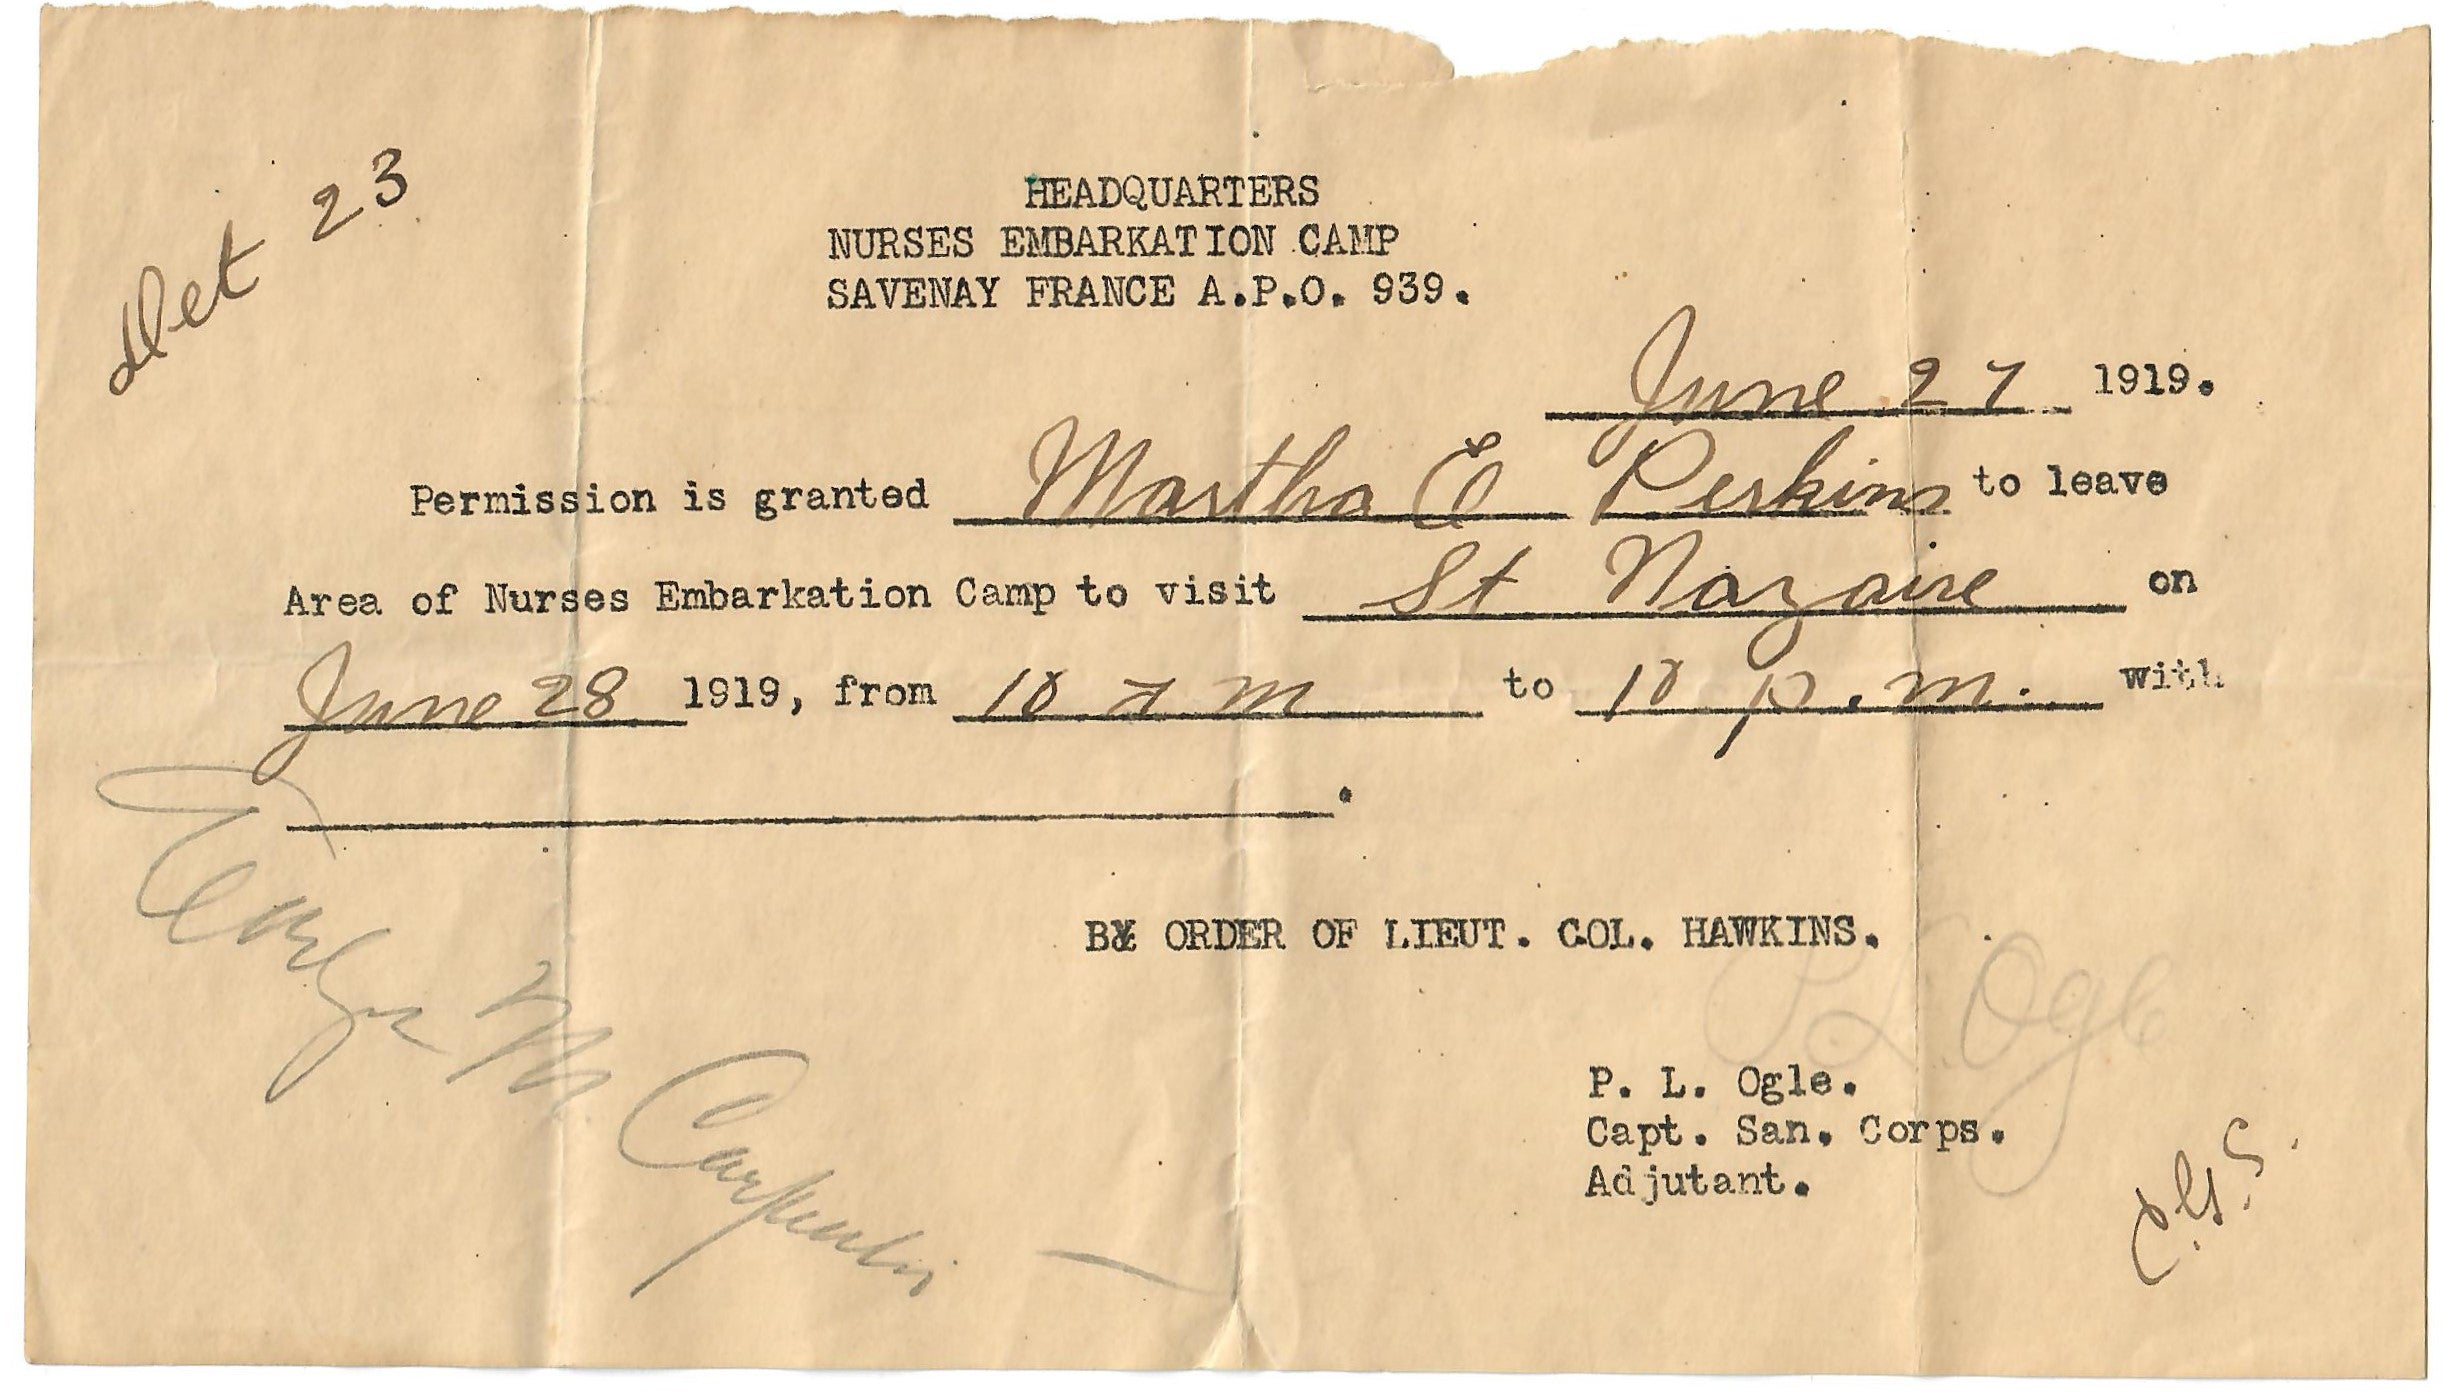 Det 23
HEADQUARTERS
NURSES EMBARKATION CAMP
SAVENAY FRANCE A.P.O. 939.
June 27 1919.
Permission is granted Martha E Perkins to leave
Area of Nurses Embarkation Camp to visit St Nazaire on
June 28 1919, from 10 a m to 10 p.m. with
.
BY ORDER OF LIEUT. COL. HAWKINS.
P L Ogle
P. L. Ogle.
Capt. San. Corps.
Adjutant.
George M Carpenter